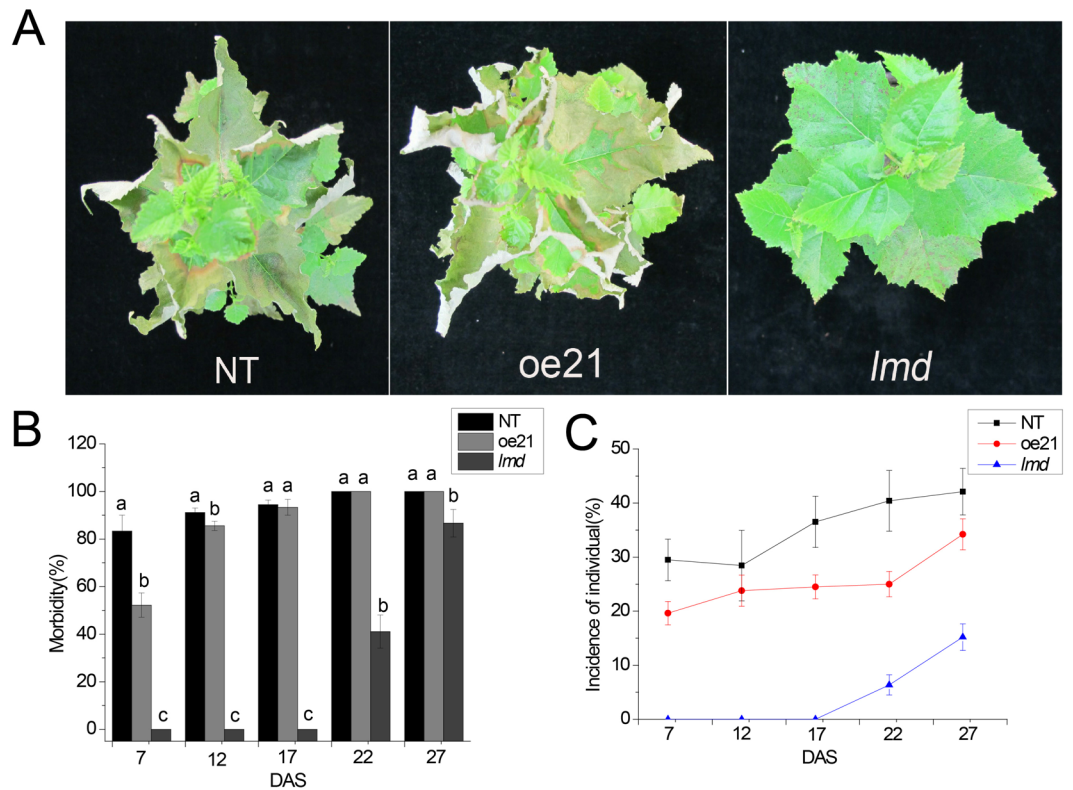 A
NT
oe21
lmd
B
NT
oe21
lmd
Morbidity(%)
120
100
80
60
40
20
0
a
b
c
a
b
c
a
a
c
a
a
b
a
a
b
7
12
17
22
27
DAS
C
NT
oe21
lmd
Incidence of individual(%)
50
40
30
20
10
0
7
12
17
22
27
DAS